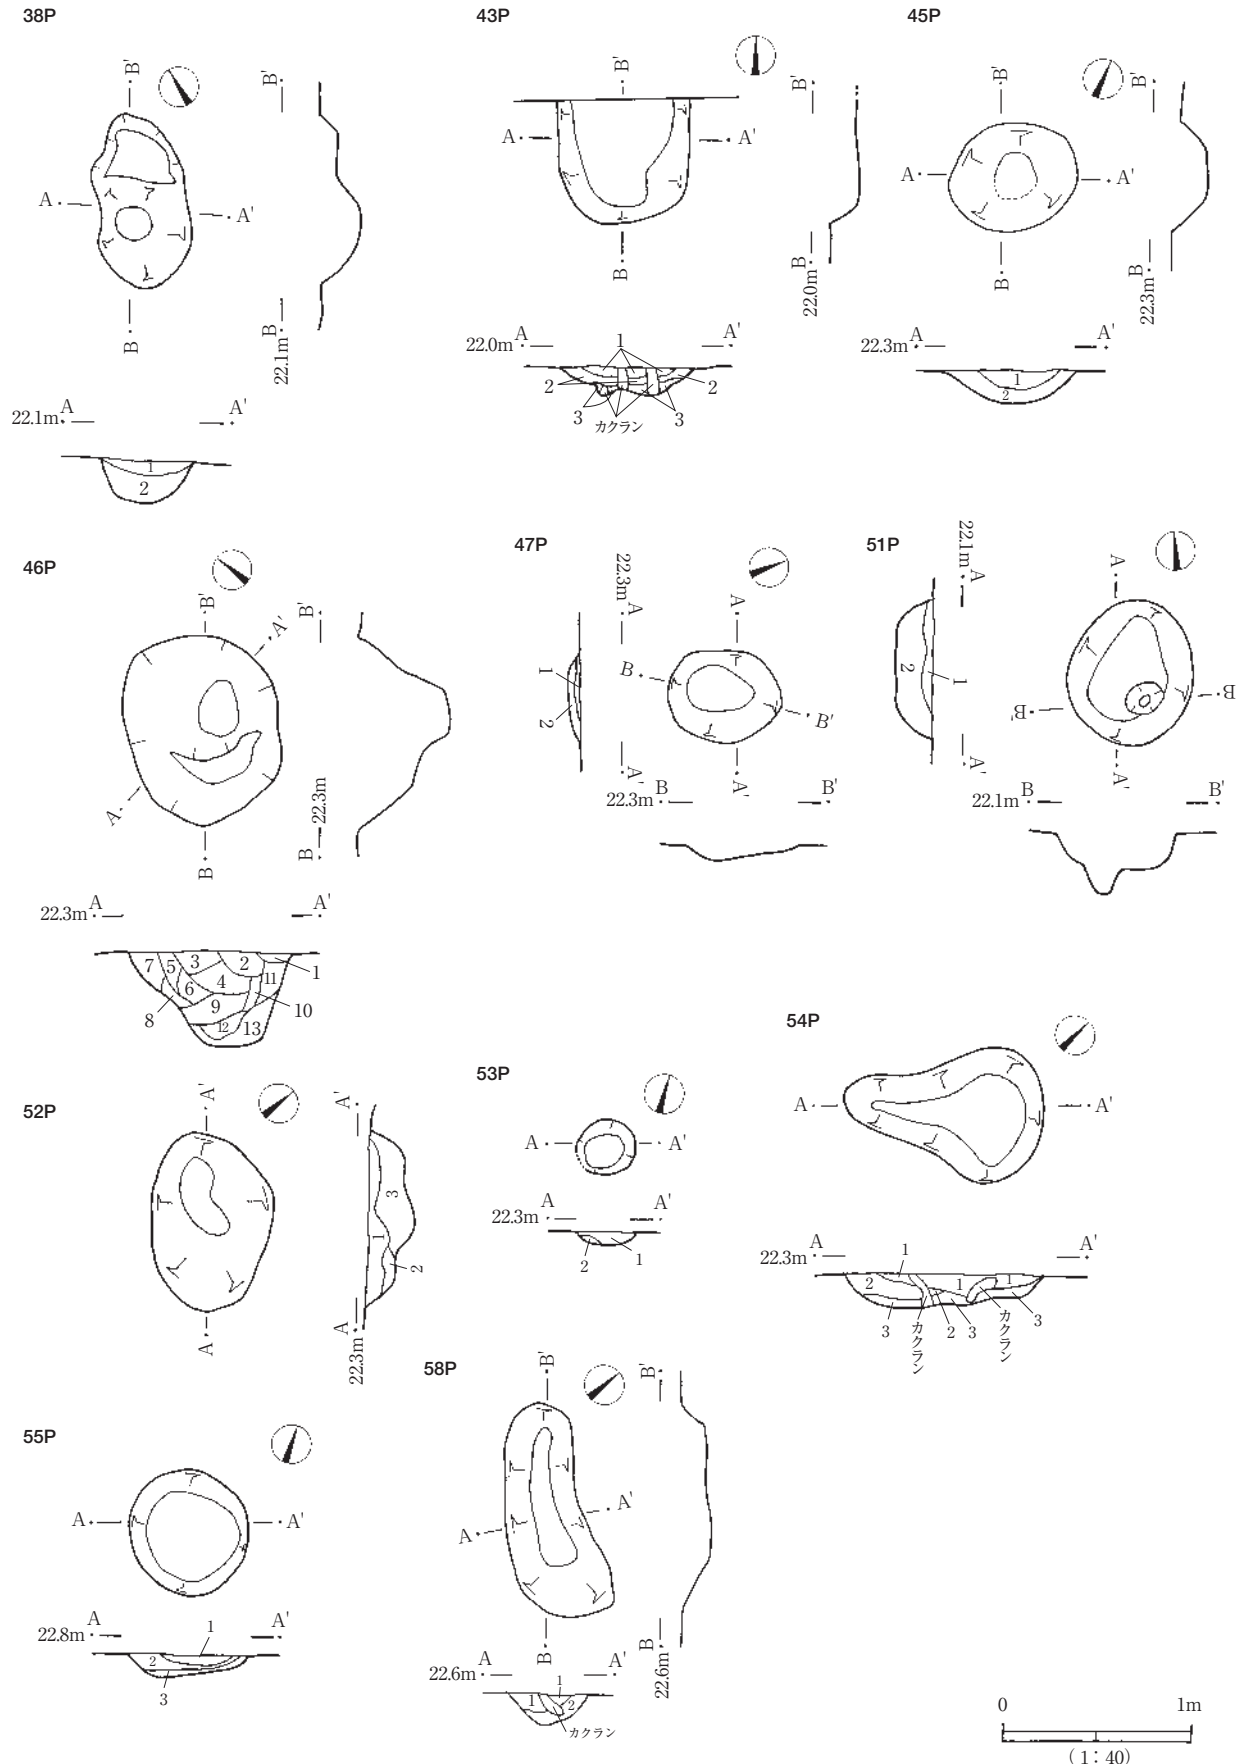 38P
B'
B'
A
A'
B
B
22.1m
22.1m
A
A'
1
2
43P
B'
B'
A
A'
B
B
22.0m
22.0m
A
A'
1
2
2
3
カクラン
3
45P
B'
B'
A
A'
B
B
22.3m
22.3m
A
A'
1
2
46P
B'
B'
A'
A
B
B
22.3m
22.3m
A
A'
7
5
3
2
1
6
4
11
8
9
10
12
13
47P
22.3m
A
A
1
2
B
B'
A'
A'
22.3m
B
B'
51P
22.1m
A
A
2
1
B
B'
A'
A'
22.1m
B
B'
52P
A'
A'
3
1
2
A
A
22.3m
53P
A
A'
22.3m
A
A'
2
1
54P
A
A'
22.3m
A
A'
1
2
1
1
3
カクラン
2
3
カクラン
3
55P
A
A'
22.8m
A
A'
1
2
3
58P
B'
B'
A
A'
B
B
22.6m
22.6m
A
A'
1
1
2
カクラン
0
1m
(1：40)